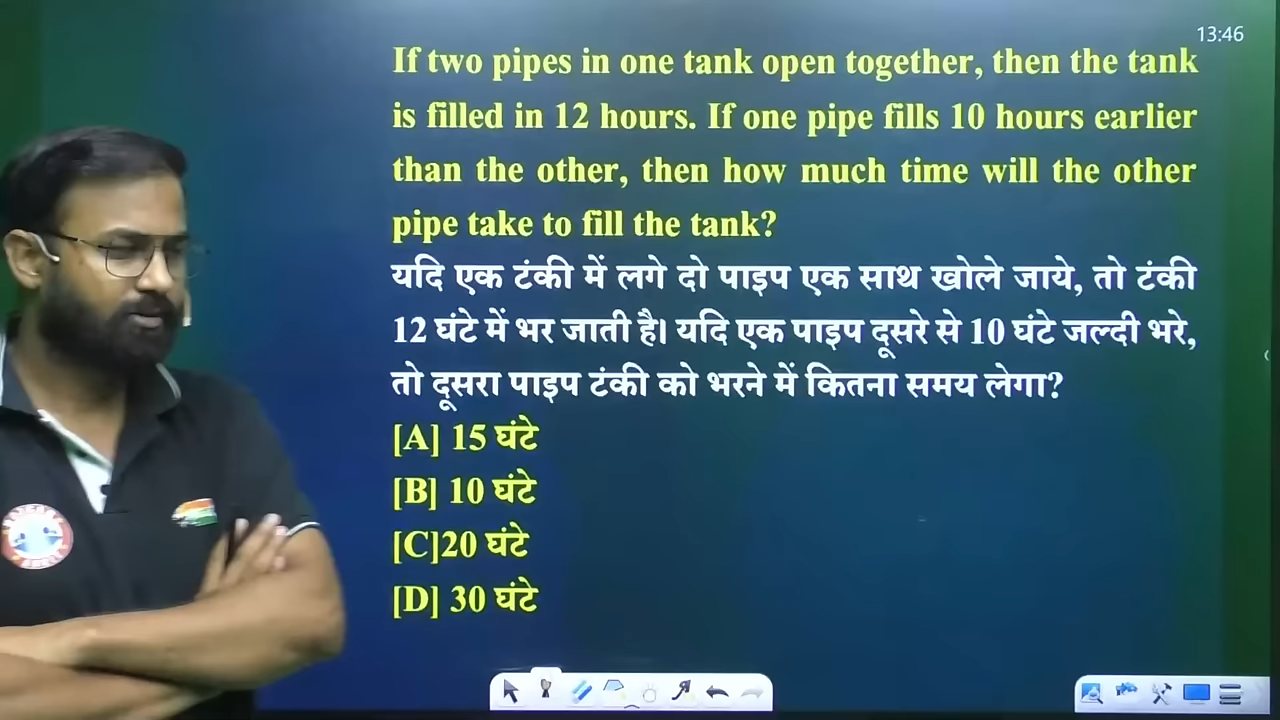 13:46
If two pipes in one tank open together, then the tank
is filled in 12 hours. If one pipe fills 10 hours earlier
than the other, then how much time will the other
pipe take to fill the tank?
यदि एक टंकी में लगे दो पाइप एक साथ खोले जाये, तो टंकी
12 घंटे में भर जाती है। यदि एक पाइप दूसरे से 10 घंटे जल्दी भरे,
तो दूसरा पाइप टंकी को भरने में कितना समय लेगा?
[A] 15 घंटे
[B] 10 घंटे
[C]20 घंटे
[D] 30 घंटे